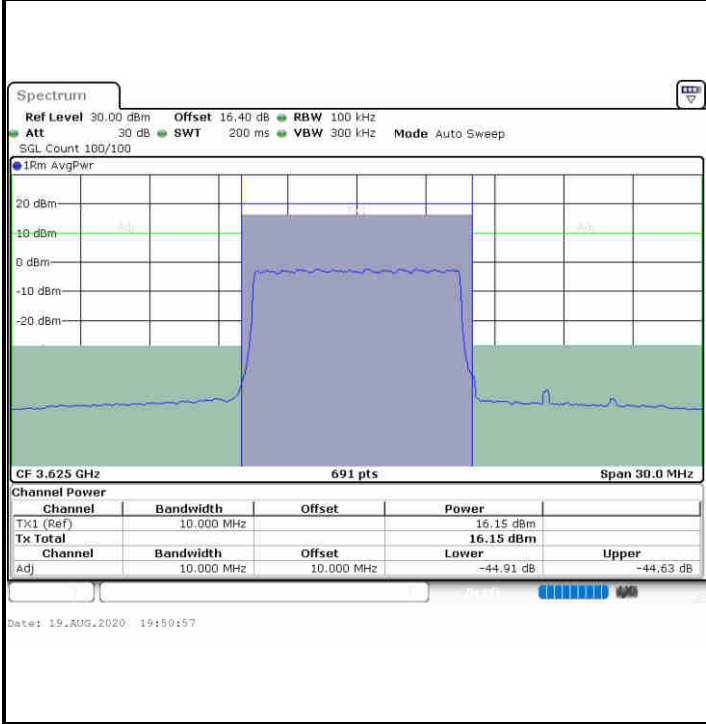 Spectrum
Ref Level 30.00 dBm Offset 16.40 dB RBW 100 kHz
Att 30 dB SWT 200 ms VBW 300 kHz Mode Auto Sweep
SGL Count 100/100
1Rm AvgPwr
20 dBm
Adj
Adj
10 dBm
0 dBm
-10 dBm
-20 dBm
CF 3.625 GHz 691 pts Span 30.0 MHz
Channel Power
Channel Bandwidth Offset Power
TX1 (Ref) 10.000 MHz 16.15 dBm
Tx Total 16.15 dBm
Channel Bandwidth Offset Lower Upper
Adj 10.000 MHz 10.000 MHz -44.91 dB -44.63 dB
Date: 19.AUG.2020 19:50:57